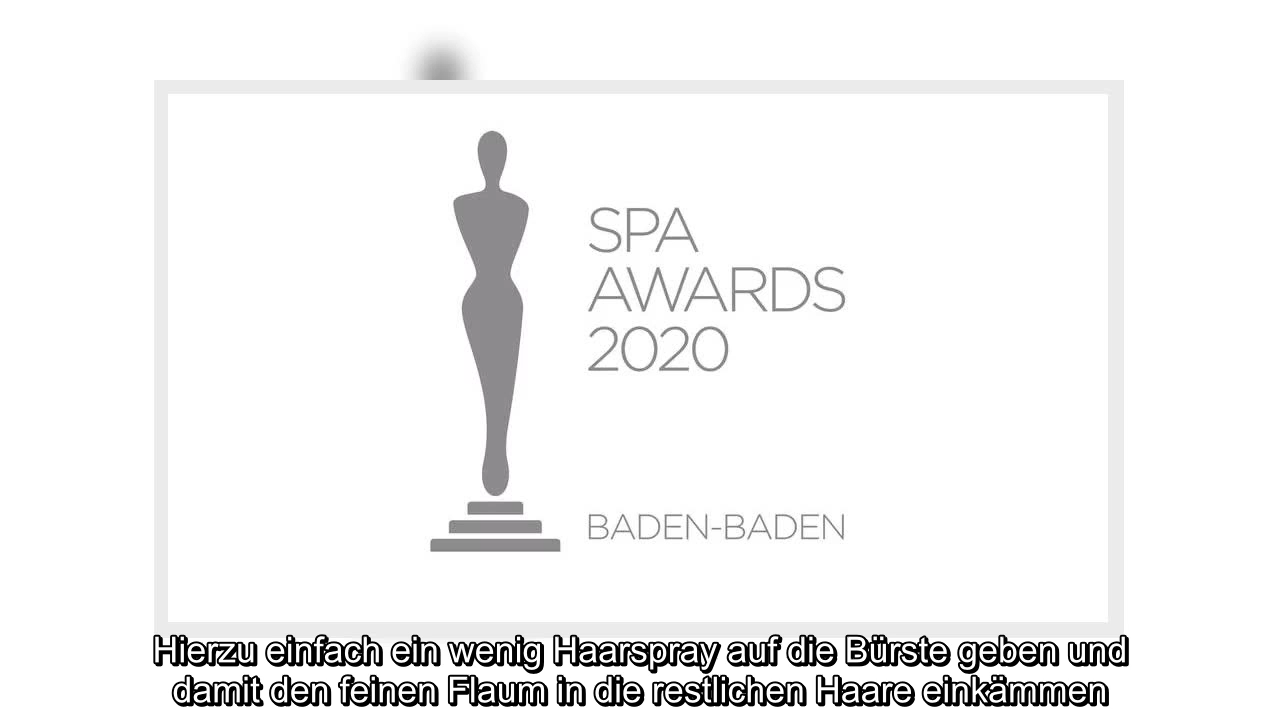 SPA
AWARDS
2020
BADEN-BADEN
Hierzu einfach ein wenig Haarspray auf die Bürste geben und
damit den feinen Flaum in die restlichen Haare einkämmen